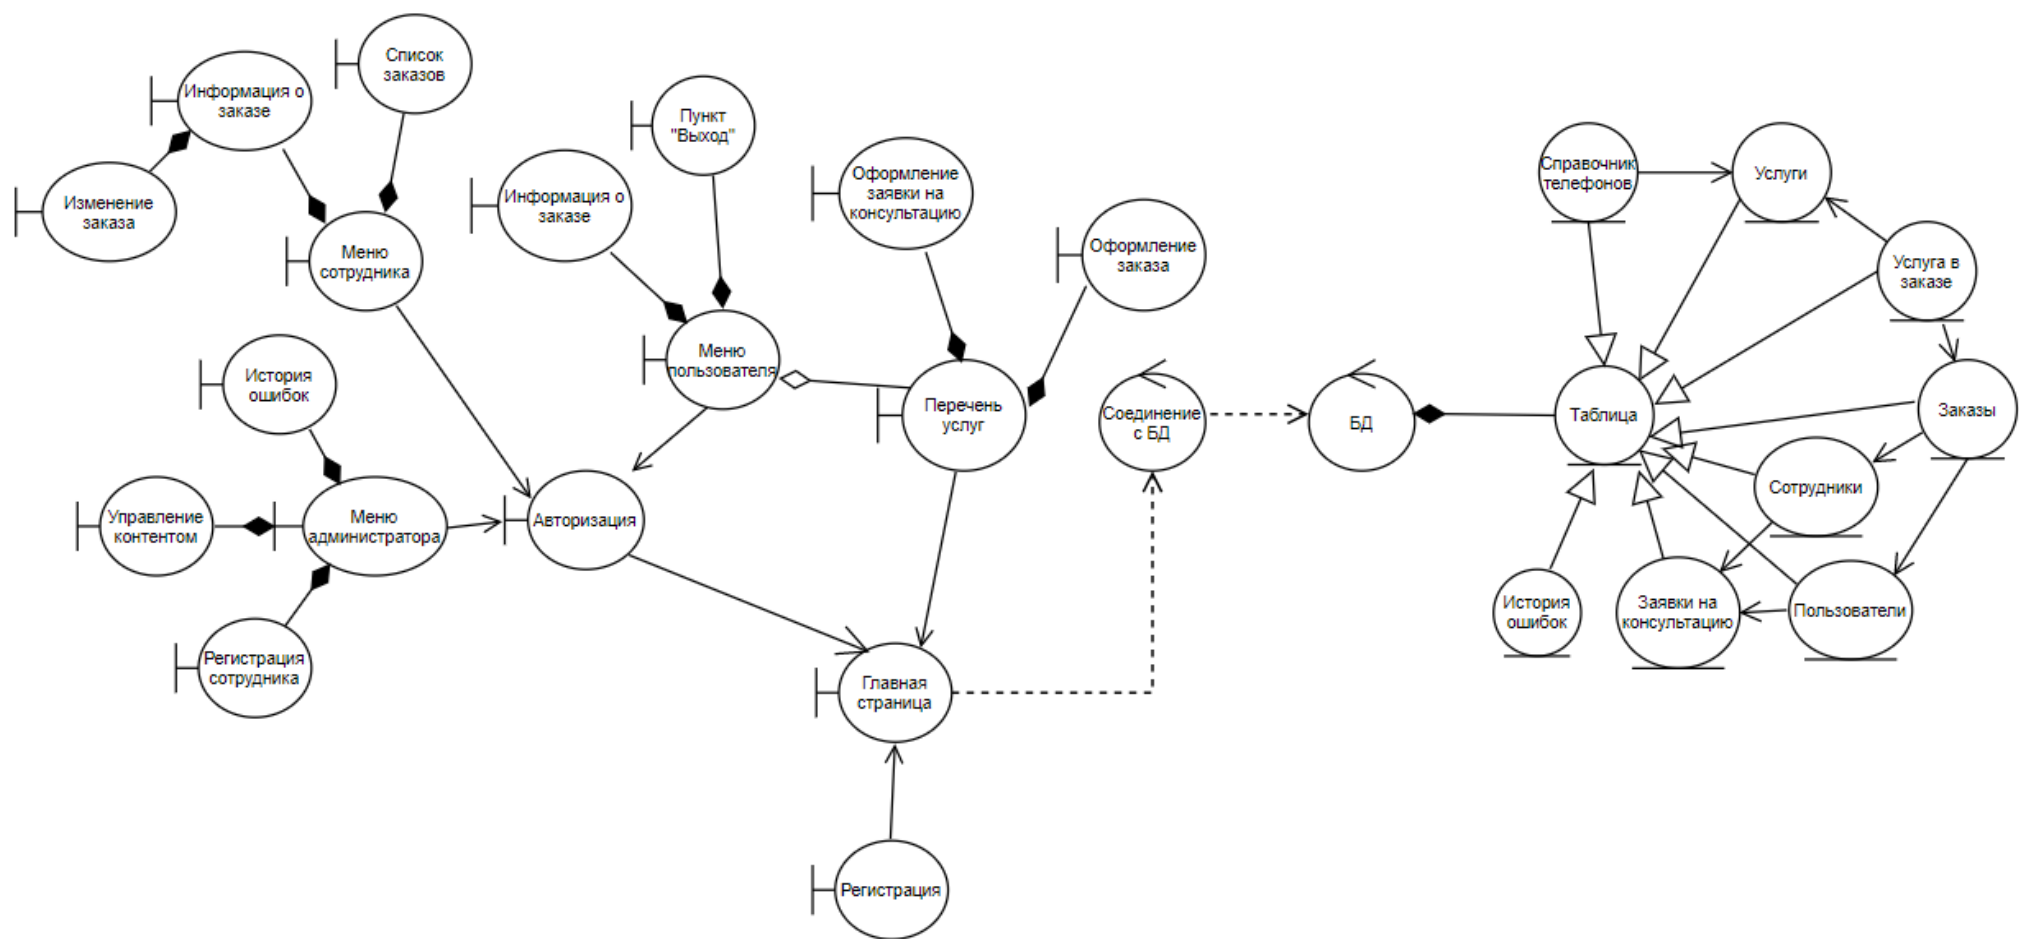 Список
заказов
Информация о
заказе
Пункт
"Выход"
Изменение
заказа
Информация о
заказе
Оформление
заявки на
консультацию
Справочник
телефонов
Услуги
Меню
сотрудника
Оформление
заказа
Услуга в
заказе
История
ошибок
Меню
пользователя
Перечень
услуг
Соединение
с БД
БД
Таблица
Заказы
Сотрудники
Управление
контентом
Меню
администратора
Авторизация
История
ошибок
Заявки на
консультацию
Пользователи
Регистрация
сотрудника
Главная
страница
Регистрация